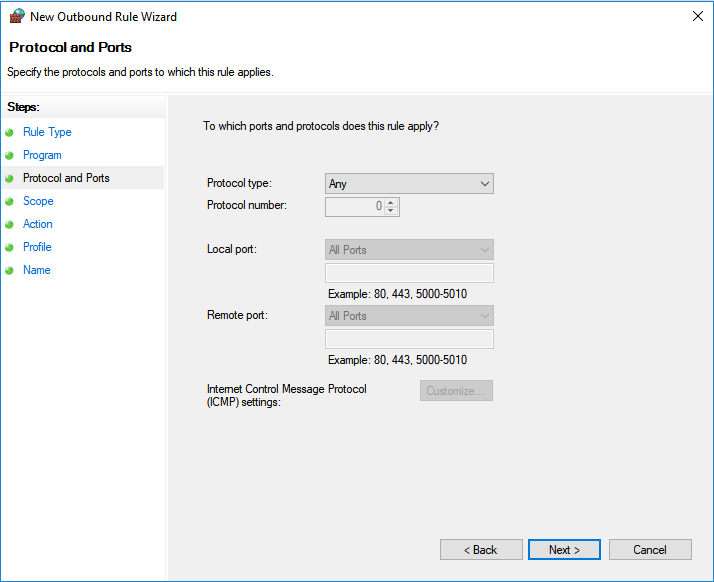 New Outbound Rule Wizard
Protocol and Ports
Specify the protocols and ports to which this rule applies.
Steps:
Rule Type
Program
Protocol and Ports
Scope
Action
Profile
Name
To which ports and protocols does this rule apply?
Protocol type: Any
Protocol number: 0
Local port: All Ports
Example: 80, 443, 5000-5010
Remote port: All Ports
Example: 80, 443, 5000-5010
Internet Control Message Protocol
(ICMP) settings: Customize...
< Back Next > Cancel